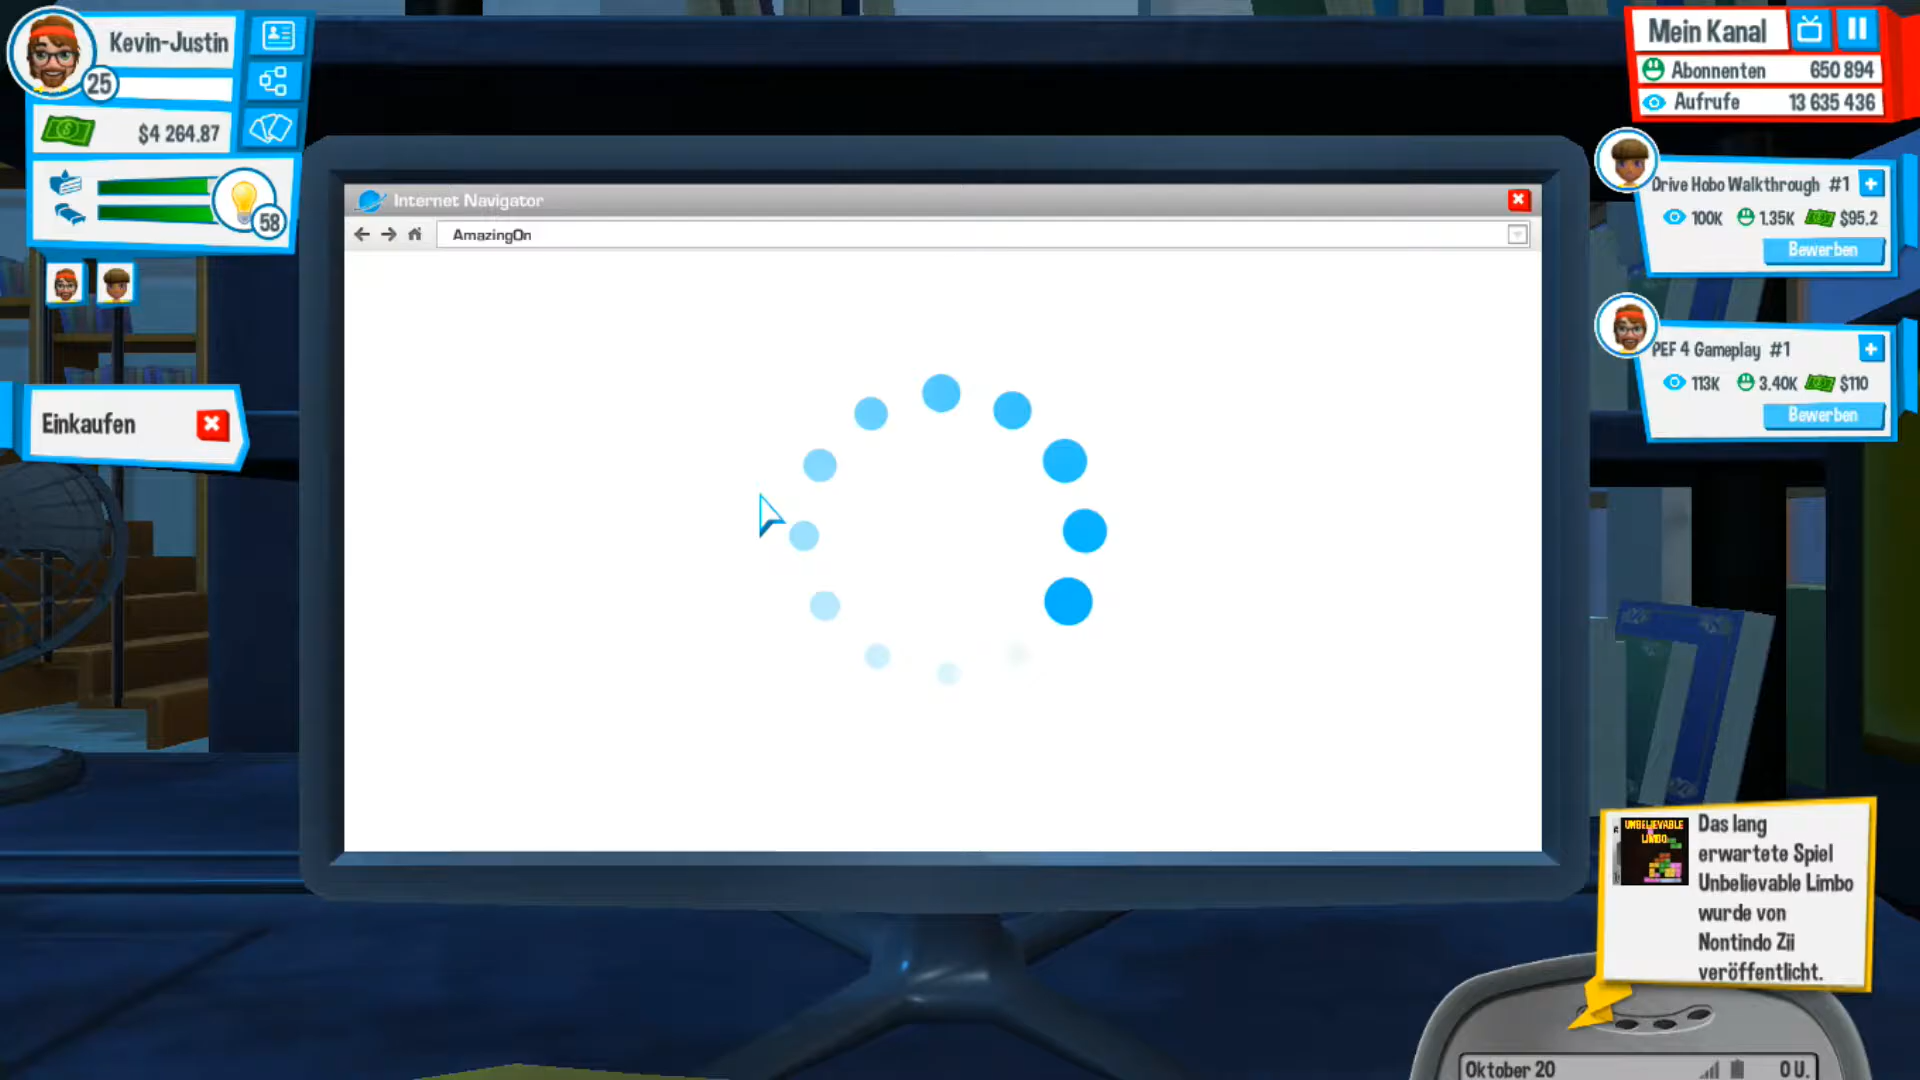 Kevin-Justin
25
$4 264.87
58
Einkaufen
Internet Navigator
AmazingOn
Mein Kanal
Abonnenten 650 894
Aufrufe 13 635 436
Drive Hobo Walkthrough #1
100K 1.35K $95.2
Bewerben
PEF 4 Gameplay #1
113K 3.40K $110
Bewerben
UNBELIEVABLE
LIMBO
Das lang
erwartete Spiel
Unbelievable Limbo
wurde von
Nontindo Zii
veröffentlicht.
Oktober 20 0 U.